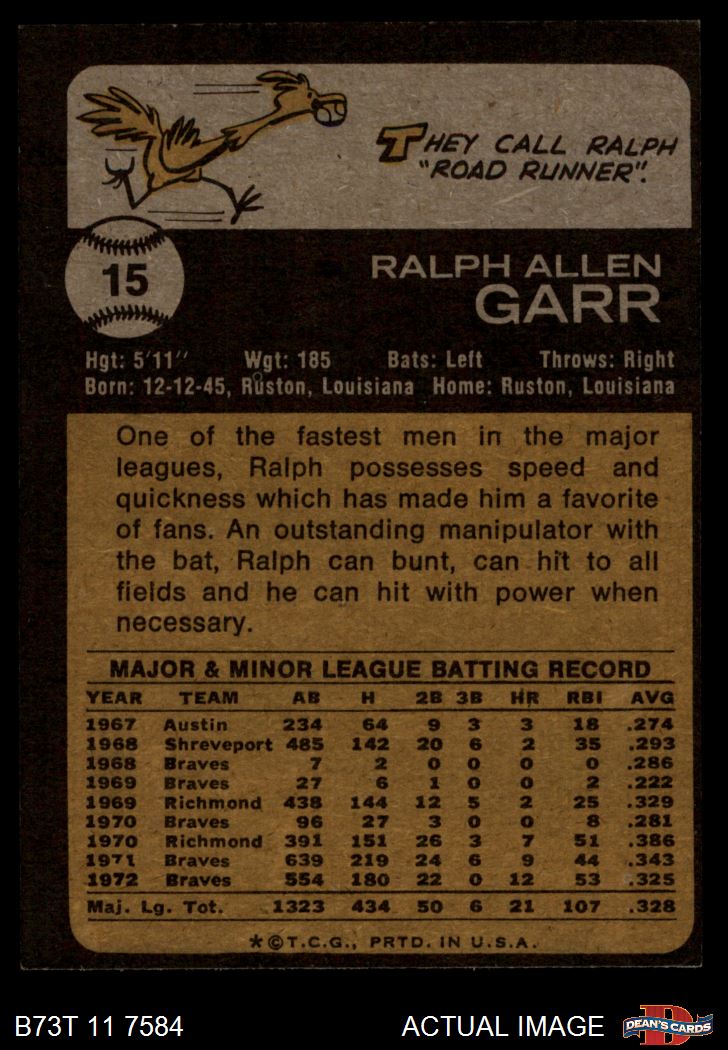 THEY CALL RALPH
"ROAD RUNNER".
15
RALPH ALLEN
GARR
Hgt: 5'11" Wgt: 185 Bats: Left Throws: Right
Born: 12-12-45, Ruston, Louisiana Home: Ruston, Louisiana
One of the fastest men in the major
leagues, Ralph possesses speed and
quickness which has made him a favorite
of fans. An outstanding manipulator with
the bat, Ralph can bunt, can hit to all
fields and he can hit with power when
necessary.
MAJOR & MINOR LEAGUE BATTING RECORD
YEAR TEAM AB H 2B 3B HR RBI AVG
1967 Austin 234 64 9 3 3 18 .274
1968 Shreveport 485 142 20 6 2 35 .293
1968 Braves 7 2 0 0 0 0 .286
1969 Braves 27 6 1 0 0 2 .222
1969 Richmond 438 144 12 5 2 25 .329
1970 Braves 96 27 3 0 0 8 .281
1970 Richmond 391 151 26 3 7 51 .386
1971 Braves 639 219 24 6 9 44 .343
1972 Braves 554 180 22 0 12 53 .325
Maj. Lg. Tot. 1323 434 50 6 21 107 .328
*©T.C.G., PRTD. IN U.S.A.
B73T 11 7584 ACTUAL IMAGE DEAN'S CARDS